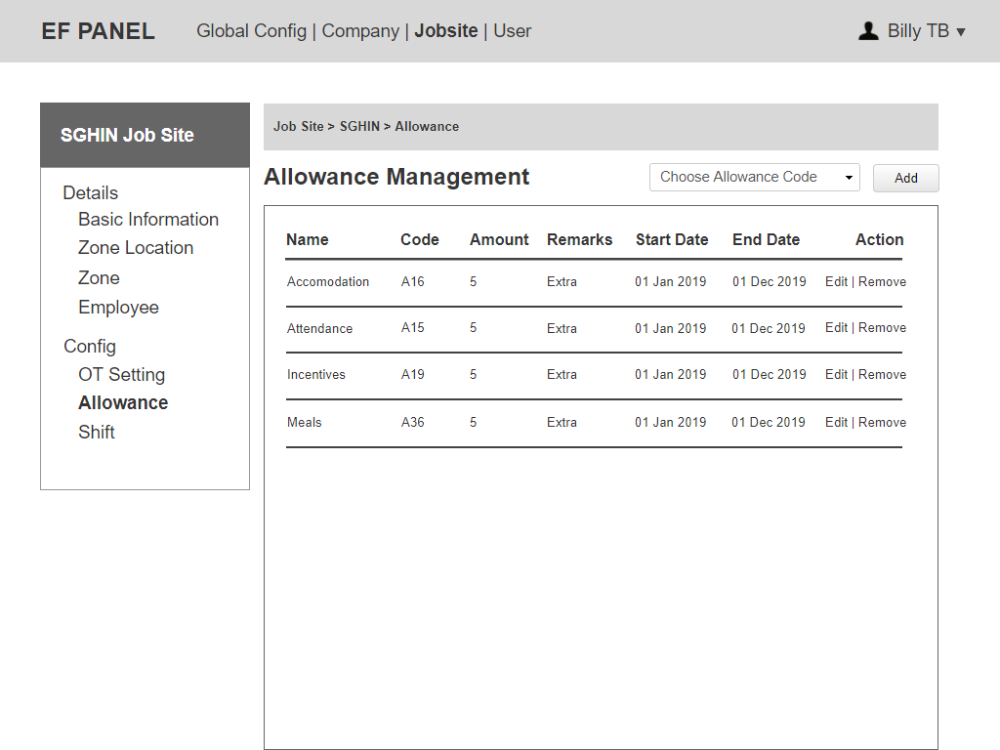 EF PANEL Global Config | Company | Jobsite | User Billy TB ▼
SGHIN Job Site
Details
Basic Information
Zone Location
Zone
Employee
Config
OT Setting
Allowance
Shift
Job Site > SGHIN > Allowance
Allowance Management Choose Allowance Code Add
Name Code Amount Remarks Start Date End Date Action
Accomodation A16 5 Extra 01 Jan 2019 01 Dec 2019 Edit | Remove
Attendance A15 5 Extra 01 Jan 2019 01 Dec 2019 Edit | Remove
Incentives A19 5 Extra 01 Jan 2019 01 Dec 2019 Edit | Remove
Meals A36 5 Extra 01 Jan 2019 01 Dec 2019 Edit | Remove